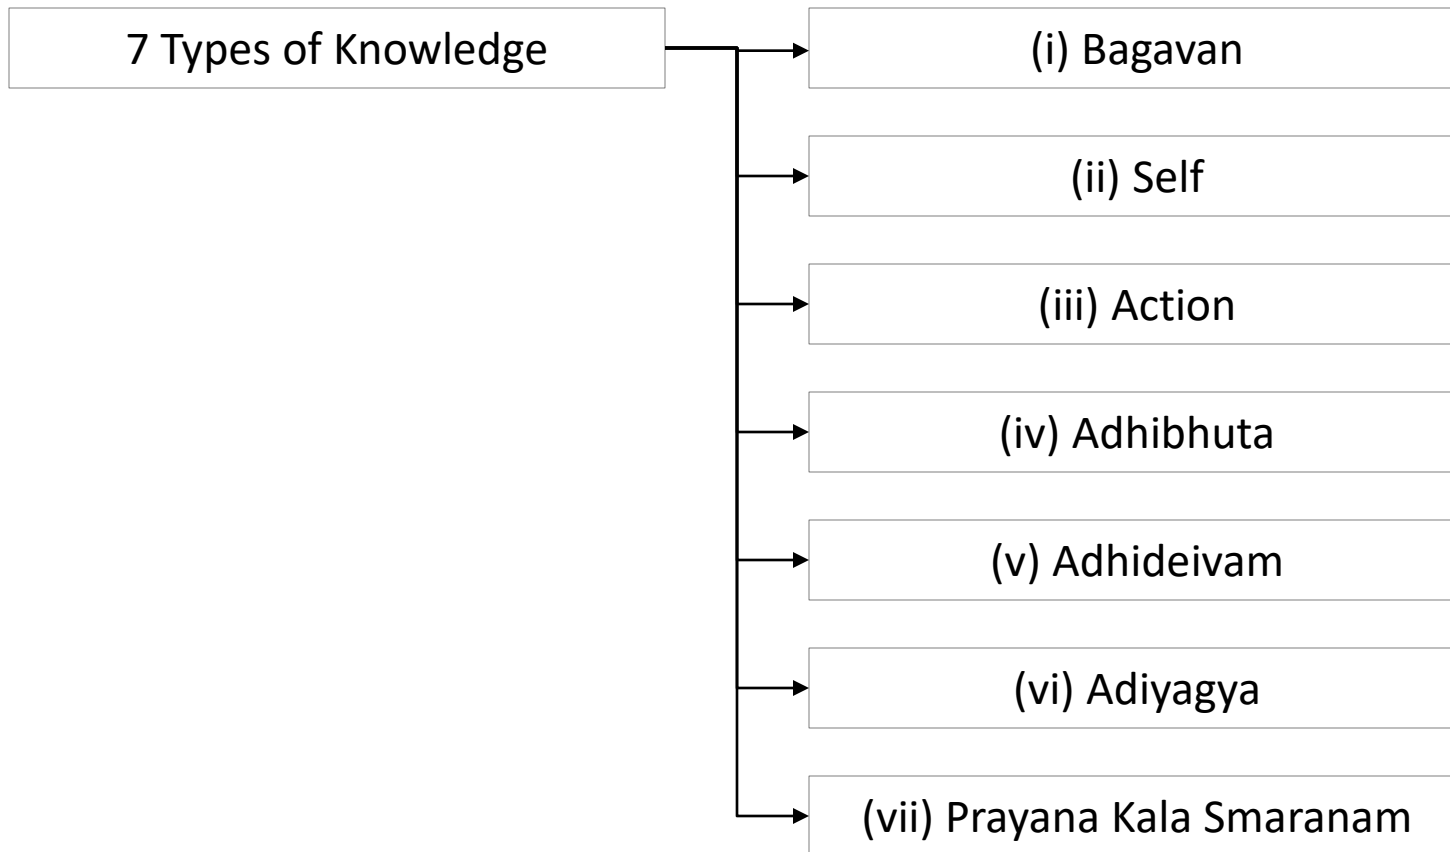 7 Types of Knowledge
(i) Bagavan
(ii) Self
(iii) Action
(iv) Adhibhuta
(v) Adhideivam
(vi) Adiyagya
(vii) Prayana Kala Smaranam